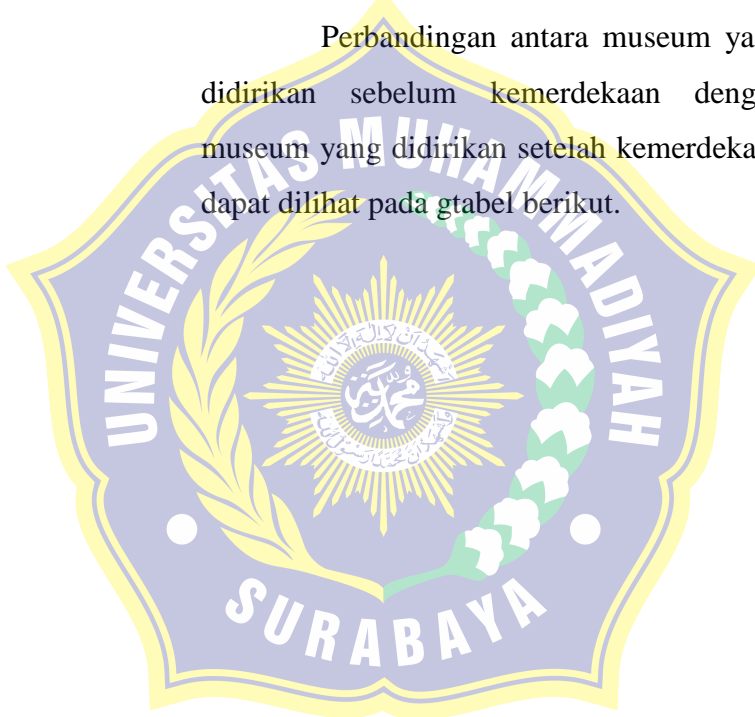 Perbandingan antara museum ya
didirikan sebelum kemerdekaan deng
museum yang didirikan setelah kemerdeka
dapat dilihat pada gtabel berikut.
UNIVERSITAS MUHAMMADIYAH
SURABAYA